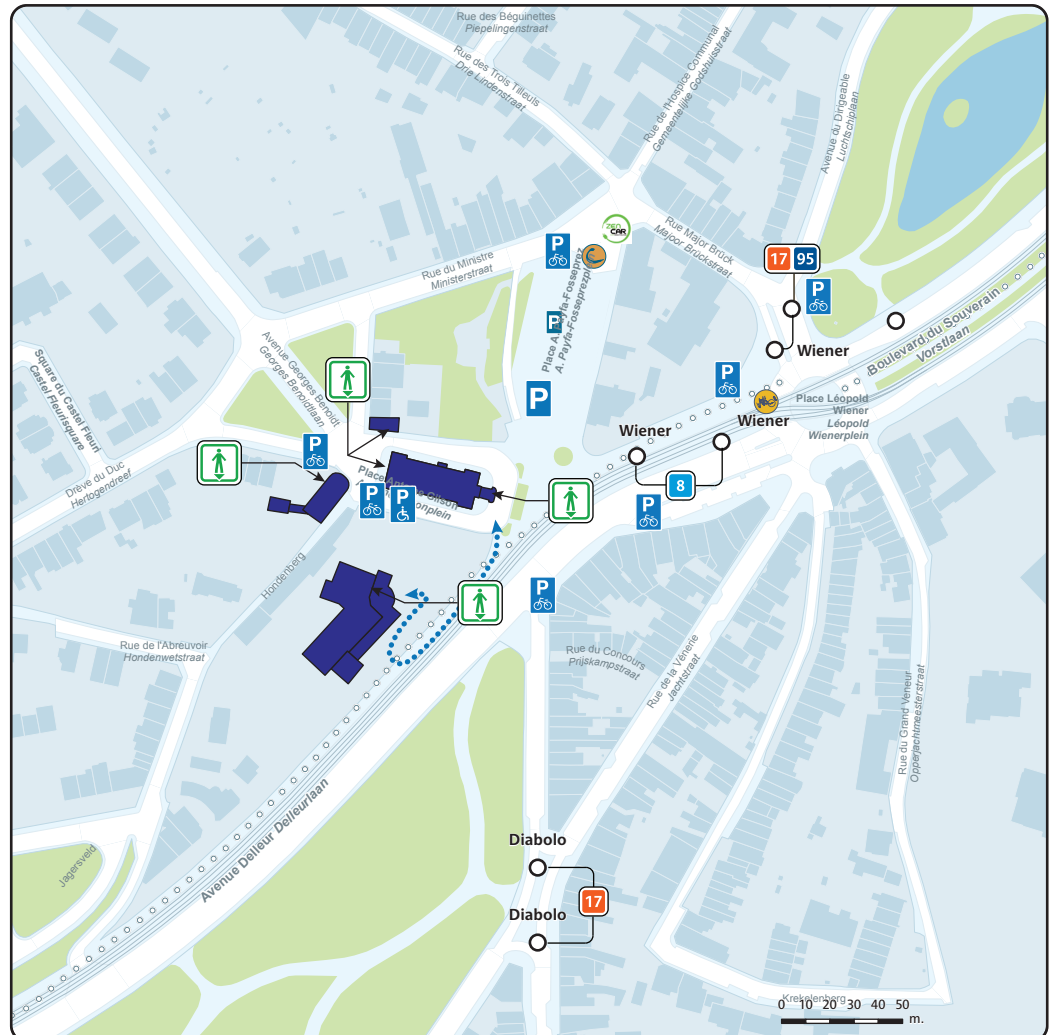 Rue des Béguinettes
Piepelingenstraat
Rue des Trois Tilleuls
Drie Lindenstraat
Rue de l'Hospice Communal
Gemeentelijke Godshuisstraat
Avenue du Dirigeable
Luchtschiplaan
ZEN
CAR
P
Rue du Ministre
Ministerstraat
Rue Major Brück
Majoor Brückstraat
17 95
P
Wiener
Boulevard du Souverain
Vorstlaan
P
A. Payfa-Fosseprezplein
P
P
Wiener
Wiener
Place Léopold
Wiener
Léopold
Wienerplein
8
P
Avenue Georges Benoidt
Georges Benoidtlaan
Square du Castel Fleuri
Castel Fleurisquare
Drève du Duc
Hertogendreef
P
P
P
Hondenberg
P
Rue de l'Abreuvoir
Hondenwetstraat
Rue du Concours
Prijskampstraat
Rue de la Vénerie
Jachtstraat
Rue du Grand Veneur
Opperjachtmeesterstraat
Avenue Delleur Delleurlaan
Jagersveld
Diabolo
Diabolo
17
Krekelenberg
0 10 20 30 40 50
m.